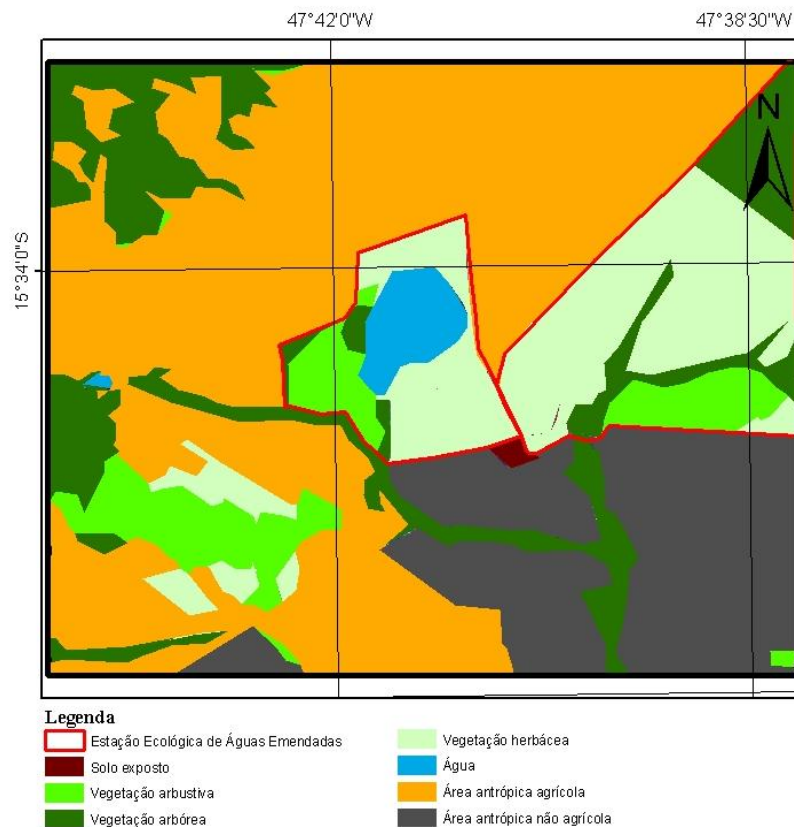 47°42'0"W 47°38'30"W
N
15°34'0"S
Legenda
Estação Ecológica de Águas Emendadas
Solo exposto
Vegetação arbustiva
Vegetação arbórea
Vegetação herbácea
Água
Área antrópica agrícola
Área antrópica não agrícola